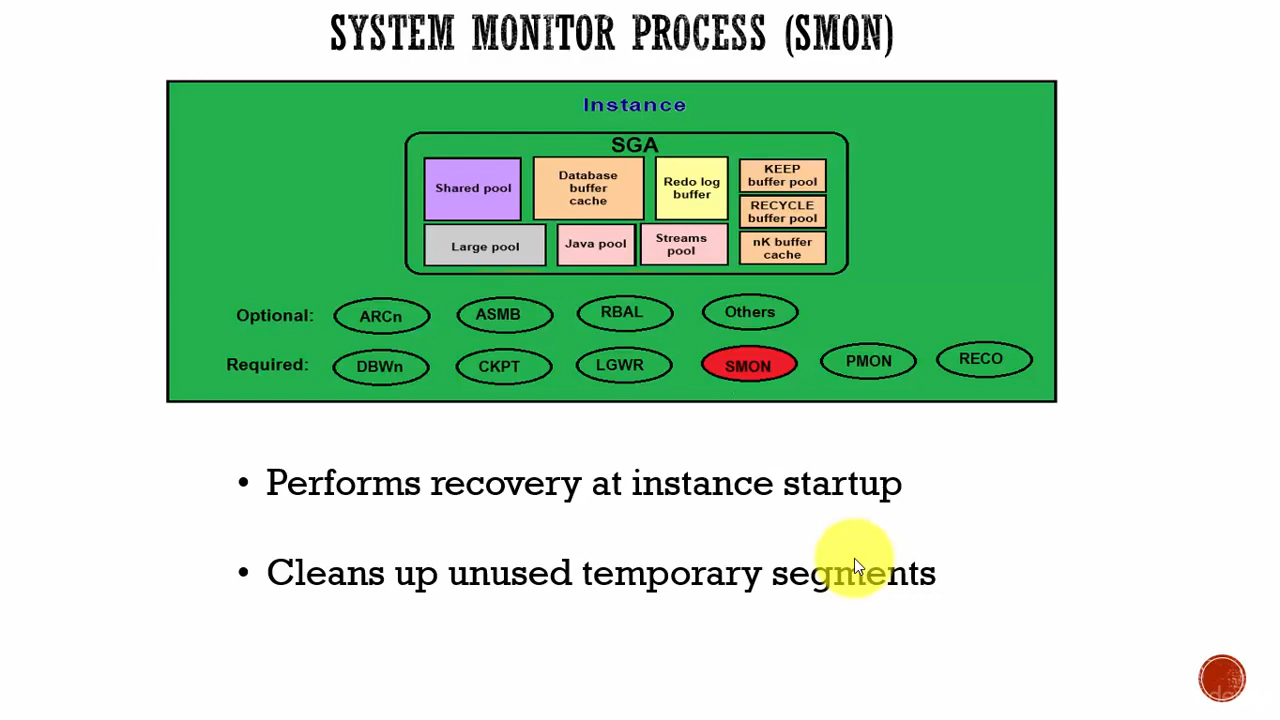 SYSTEM MONITOR PROCESS (SMON)
Instance
SGA
Shared pool
Database
buffer
cache
Redo log
buffer
KEEP
buffer pool
RECYCLE
buffer pool
Large pool
Java pool
Streams
pool
nK buffer
cache
Optional:
ARCn
ASMB
RBAL
Others
Required:
DBWn
CKPT
LGWR
SMON
PMON
RECO
• Performs recovery at instance startup
• Cleans up unused temporary segments